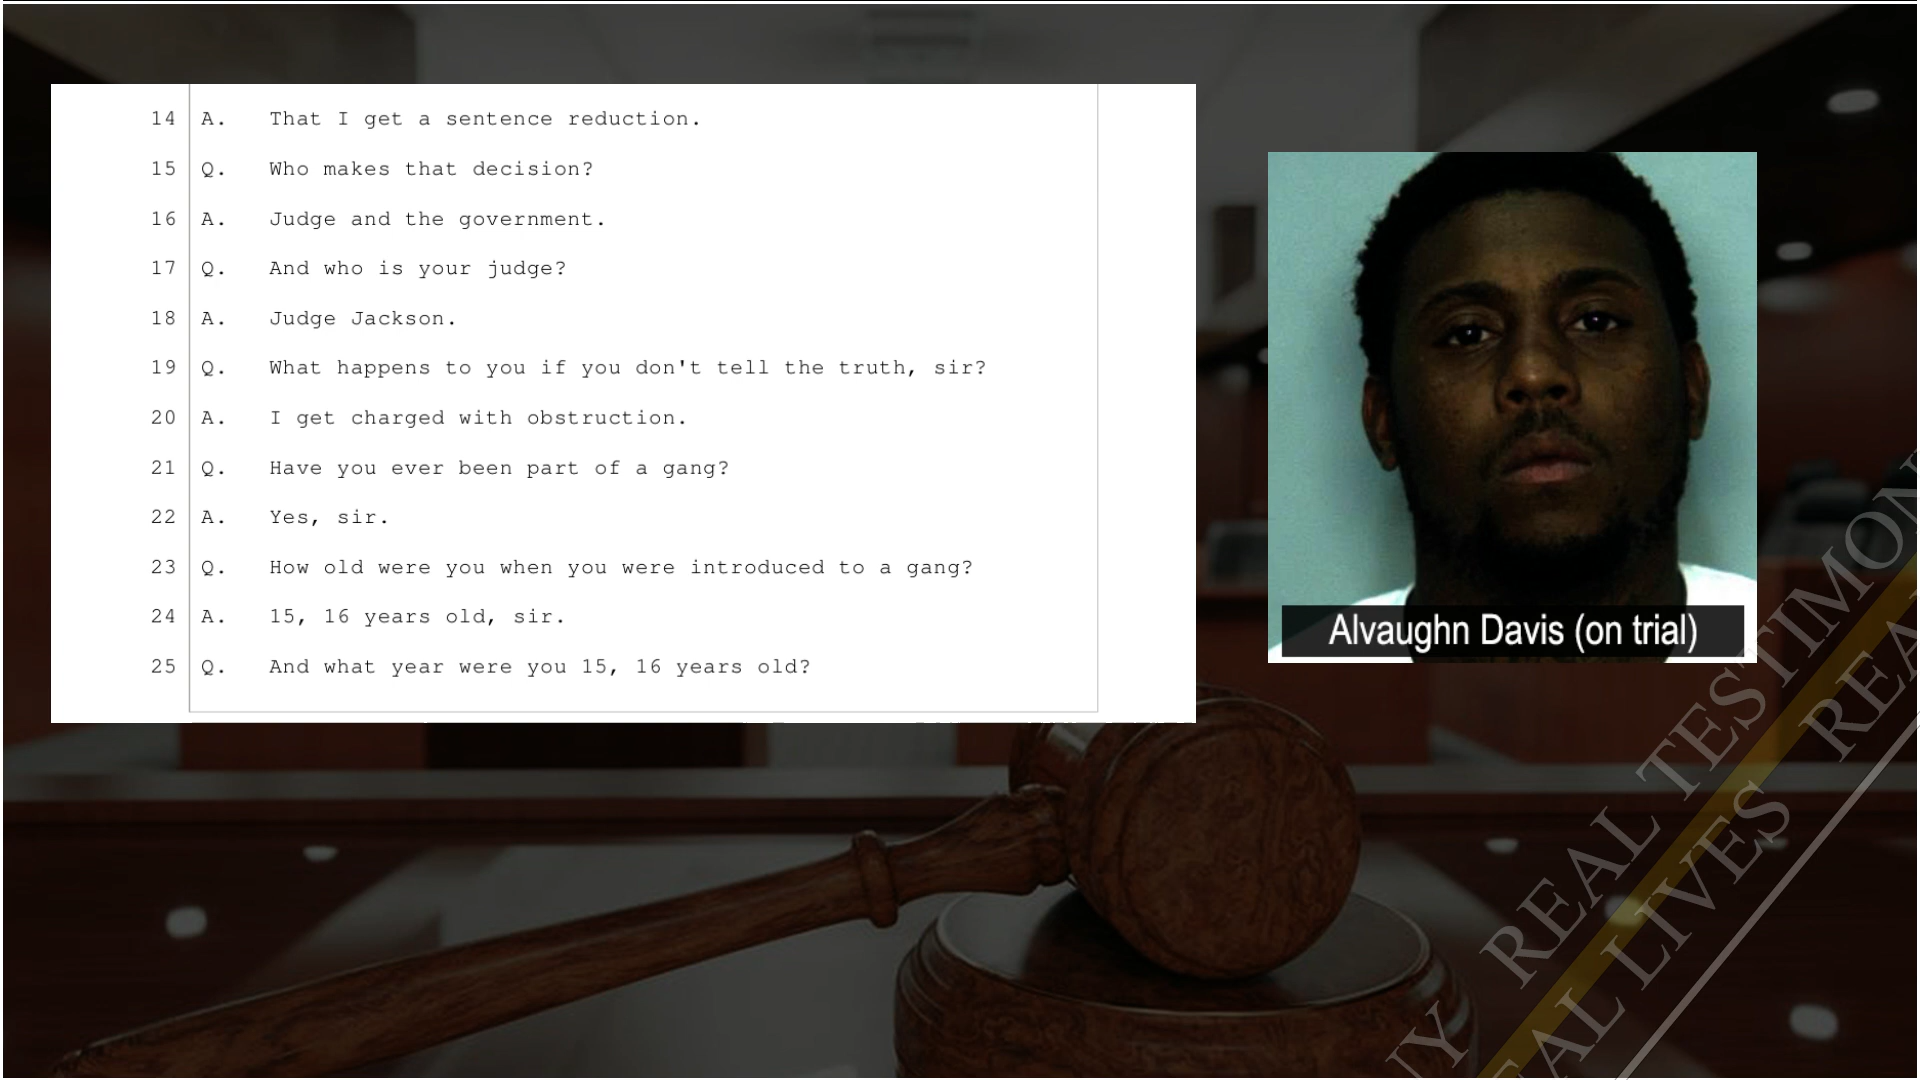 14 A. That I get a sentence reduction.
15 Q. Who makes that decision?
16 A. Judge and the government.
17 Q. And who is your judge?
18 A. Judge Jackson.
19 Q. What happens to you if you don't tell the truth, sir?
20 A. I get charged with obstruction.
21 Q. Have you ever been part of a gang?
22 A. Yes, sir.
23 Q. How old were you when you were introduced to a gang?
24 A. 15, 16 years old, sir.
25 Q. And what year were you 15, 16 years old?
Alvaughn Davis (on trial)
REAL
LIVES